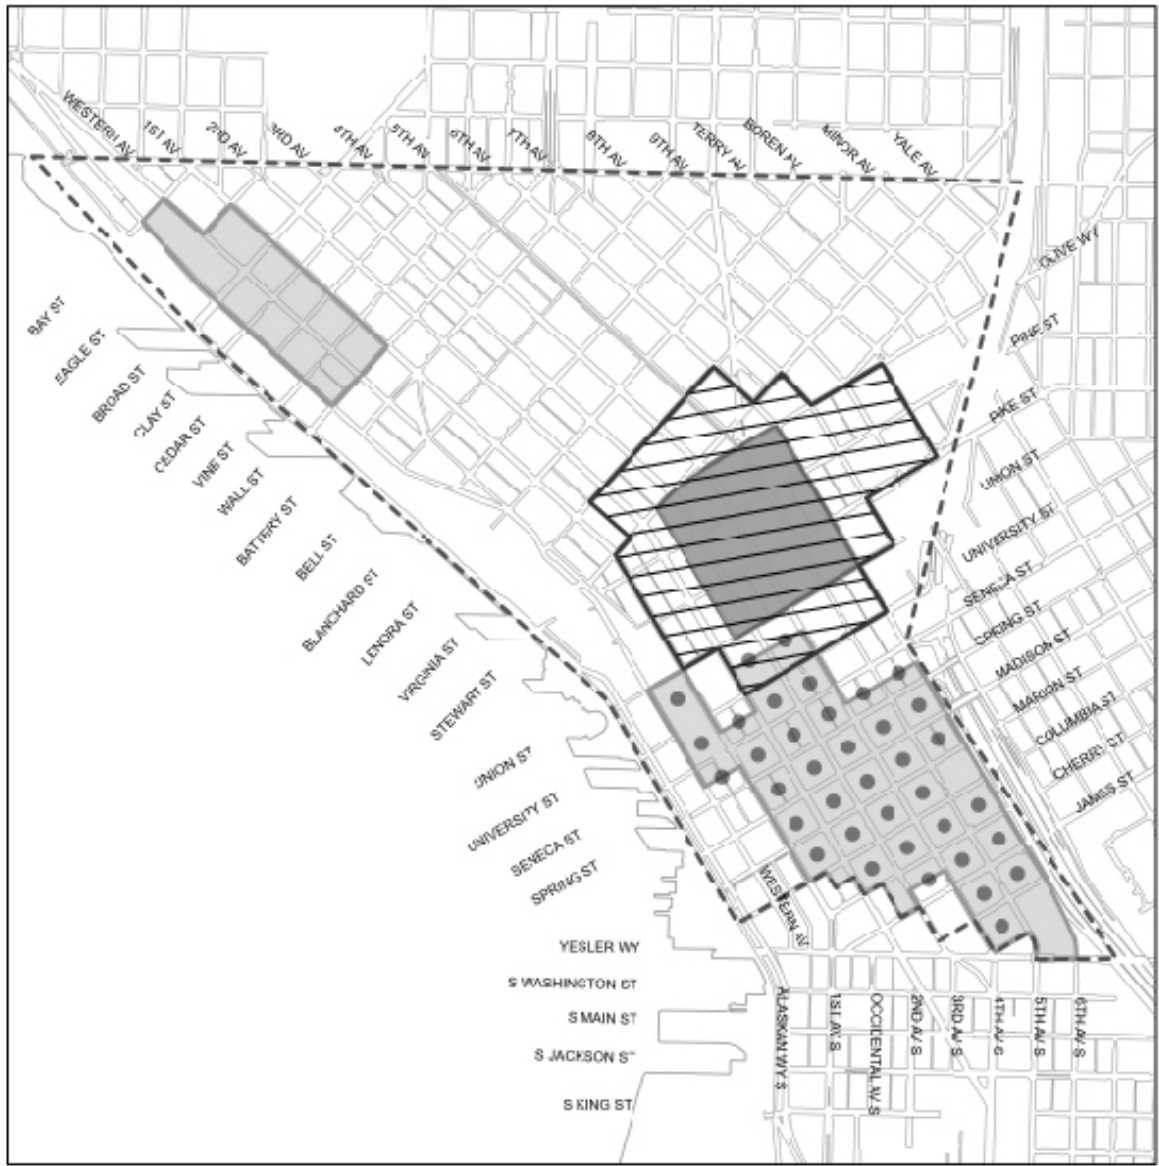 WESTERN AV
1ST AV
2ND AV
3RD AV
4TH AV
5TH AV
6TH AV
7TH AV
8TH AV
9TH AV
TERRY AV
BOREN AV
MINOR AV
YALE AV
OLIVE WY
PINE ST
PIKE ST
UNION ST
UNIVERSITY ST
SENECA ST
SPRING ST
MADISON ST
MARION ST
COLUMBIA ST
CHERRY CT
JAMES ST
BAY ST
EAGLE ST
BROAD ST
CLAY ST
CEDAR ST
VINE ST
WALL ST
BATTERY ST
BELL ST
BLANCHARD ST
LENORA ST
VIRGINIA ST
STEWART ST
UNION ST
UNIVERSITY ST
SENECA ST
SPRING ST
WESTERN AV
YESLER WY
S WASHINGTON ST
S MAIN ST
S JACKSON ST
S KING ST
ALASKAN WY S
1ST AV S
OCCIDENTAL AV S
2ND AV S
3RD AV S
4TH AV S
5TH AV S
6TH AV S